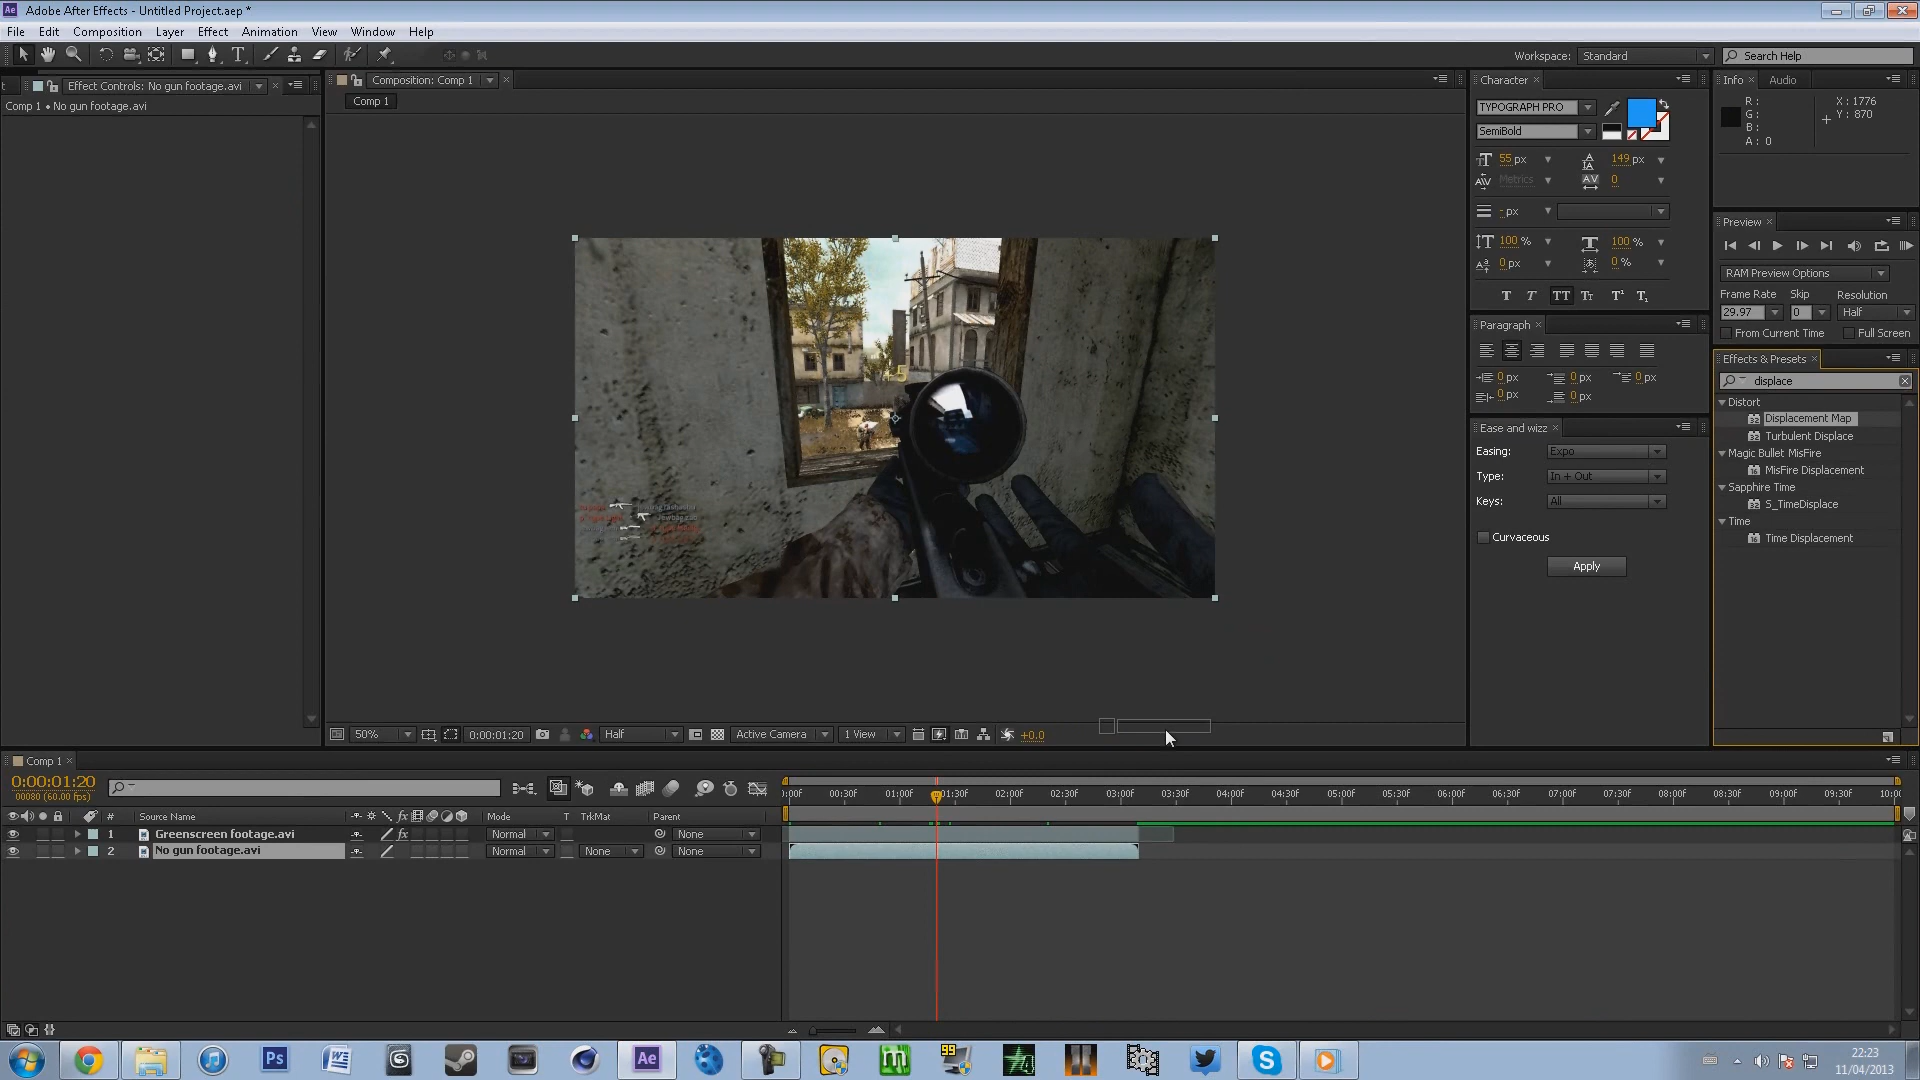 Adobe After Effects - Untitled Project.aep *
File Edit Composition Layer Effect Animation View Window Help
Workspace: Standard Search Help
Effect Controls: No gun footage.avi
Comp 1 • No gun footage.avi
Composition: Comp 1
Comp 1
50% 0:00:01:20 Half Active Camera 1 View +0.0
Character
TYPOGRAPH PRO
SemiBold
55 px 149 px
Metrics 0
- px
100 % 100 %
0 px 0 %
T T TT Tt T¹ T₁
Paragraph
0 px 0 px 0 px
0 px 0 px
Ease and wizz
Easing: Expo
Type: In + Out
Keys: All
Curvaceous
Apply
Info Audio
R :
G :
B :
A : 0
X : 1776
Y : 870
Preview
RAM Preview Options
Frame Rate Skip Resolution
29.97 0 Half
From Current Time Full Screen
Effects & Presets
displace
Distort
Displacement Map
Turbulent Displace
Magic Bullet MisFire
MisFire Displacement
Sapphire Time
S_TimeDisplace
Time
Time Displacement
Comp 1
0:00:01:20
00080 (60.00 fps)
# Source Name Mode T TrkMat Parent
1 Greenscreen footage.avi Normal None
2 No gun footage.avi Normal None None
:00F 00:30F 01:00F 01:30F 02:00F 02:30F 03:00F 03:30F 04:00F 04:30F 05:00F 05:30F 06:00F 06:30F 07:00F 07:30F 08:00F 08:30F 09:00F 09:30F 10:00
Ps Ae 99
22:23
11/04/2013